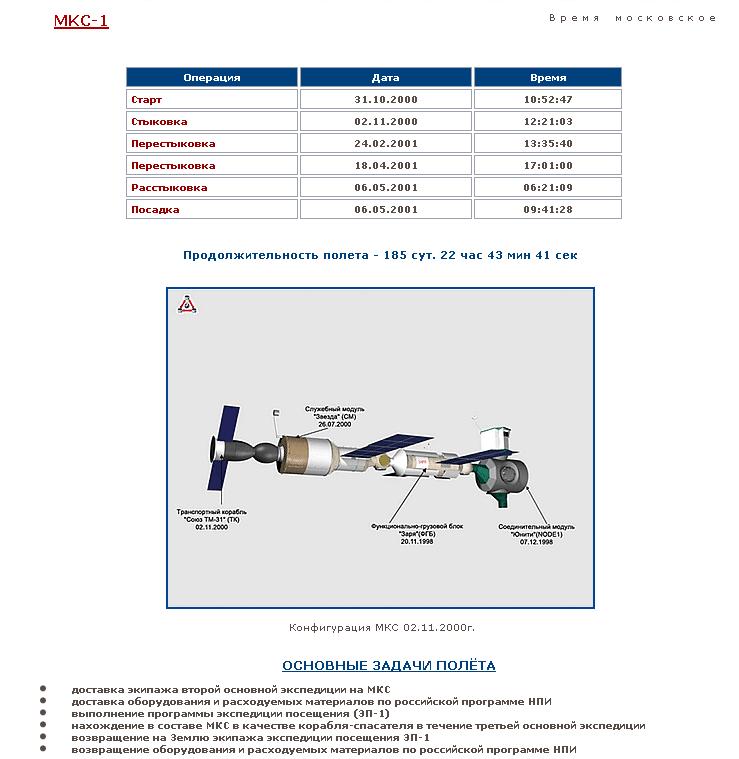 МКС-1
Время московское
Операция Дата Время
Старт 31.10.2000 10:52:47
Стыковка 02.11.2000 12:21:03
Перестыковка 24.02.2001 13:35:40
Перестыковка 18.04.2001 17:01:00
Расстыковка 06.05.2001 06:21:09
Посадка 06.05.2001 09:41:28
Продолжительность полета - 185 сут. 22 час 43 мин 41 сек
Служебный модуль
"Звезда" (СМ)
26.07.2000
Транспортный корабль
"Союз ТМ-31" (ТК)
02.11.2000
Функционально-грузовой блок
"Заря"(ФГБ)
20.11.1998
Соединительный модуль
"Юнити"(NODE1)
07.12.1998
Конфигурация МКС 02.11.2000г.
ОСНОВНЫЕ ЗАДАЧИ ПОЛЁТА
доставка экипажа второй основной экспедиции на МКС
доставка оборудования и расходуемых материалов по российской программе НПИ
выполнение программы экспедиции посещения (ЭП-1)
нахождение в составе МКС в качестве корабля-спасателя в течение третьей основной экспедиции
возвращение на Землю экипажа экспедиции посещения ЭП-1
возвращение оборудования и расходуемых материалов по российской программе НПИ